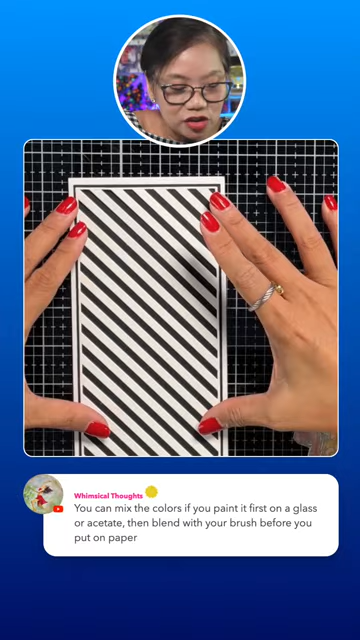 Whimsical Thoughts
You can mix the colors if you paint it first on a glass
or acetate, then blend with your brush before you
put on paper